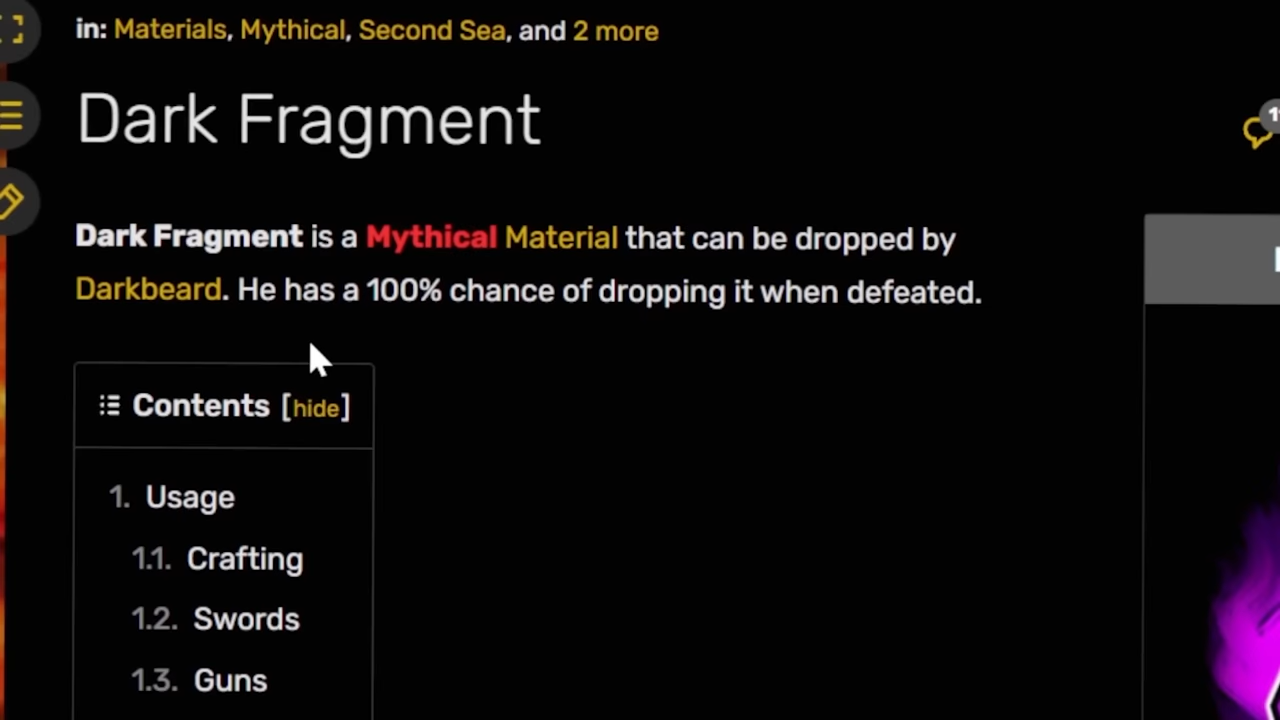 in: Materials, Mythical, Second Sea, and 2 more
Dark Fragment
Dark Fragment is a Mythical Material that can be dropped by
Darkbeard. He has a 100% chance of dropping it when defeated.
Contents [hide]
1. Usage
1.1. Crafting
1.2. Swords
1.3. Guns